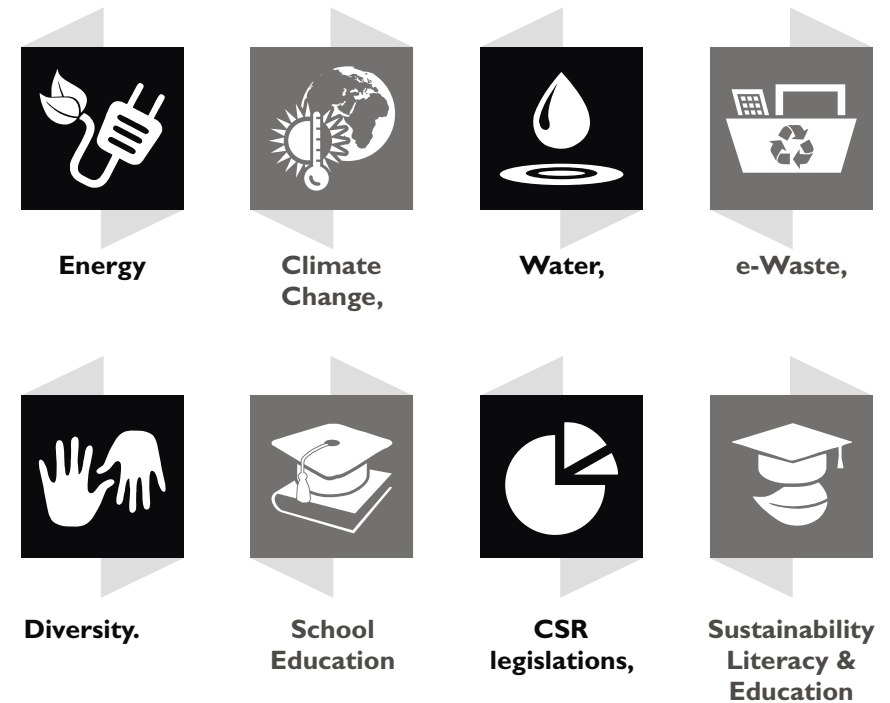 Energy
Climate
Change,
Water,
e-Waste,
Diversity.
School
Education
CSR
legislations,
Sustainability
Literacy &
Education